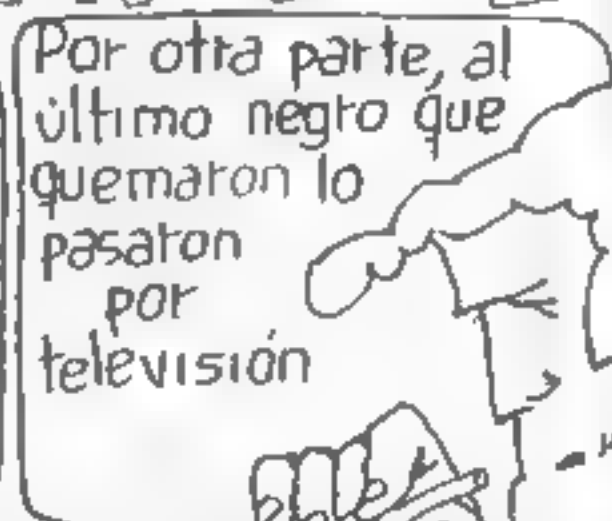 Por otra parte, al
último negro que
quemaron lo
pasaron
por
televisión